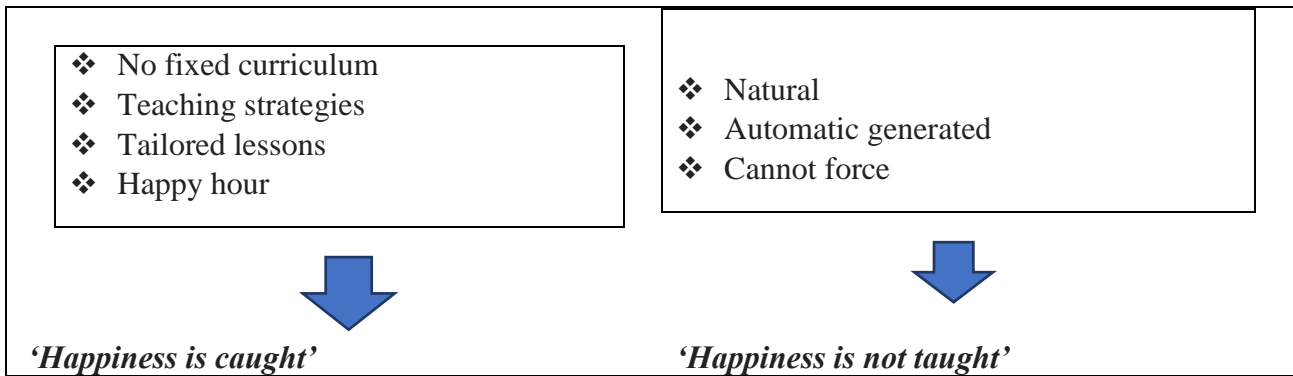 ❖ No fixed curriculum
❖ Teaching strategies
❖ Tailored lessons
❖ Happy hour
❖ Natural
❖ Automatic generated
❖ Cannot force
‘Happiness is caught’
‘Happiness is not taught’